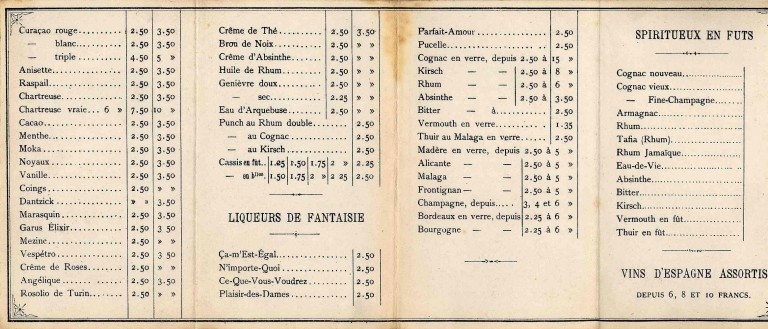 Curaçao rouge.......... 2.50 3.50
— blanc.......... 2.50 3.50
— triple.......... 4.50 5 »
Anisette.......... 2.50 3.50
Raspail.......... 2.50 3.50
Chartreuse.......... 2.50 3.50
Chartreuse vraie... 6 » 7.50 10 »
Cacao.......... 2.50 3.50
Menthe.......... 2.50 3.50
Moka.......... 2.50 3.50
Noyaux.......... 2.50 3.50
Vanille.......... 2.50 3.50
Coings.......... 2.50 » »
Dantzick.......... » » 3.50
Marasquin.......... 2.50 3.50
Garus Élixir.......... 2.50 3.50
Mezine.......... 2.50 » »
Vespétro.......... 2.50 3 50
Crême de Roses.......... 2.50 » »
Angélique.......... 2.50 3.50
Rosolio de Turin.......... 2.50 » »
Crême de Thé.......... 2.50 3.50
Brou de Noix.......... 2.50 » »
Crême d'Absinthe.......... 2.50 » »
Huile de Rhum.......... 2.50 » »
Genièvre doux.......... 2.50 » »
— sec.......... 2.25 » »
Eau d'Arquebuse.......... 2.50 » »
Punch au Rhum double.......... 2.50
— au Cognac.......... 2.50
— au Kirsch.......... 2.50
Cassis en fût.. 1.25 1.50 1.75 2 » 2.25
— en btes. 1.50 1.75 2 » 2 25 2.50
LIQUEURS DE FANTAISIE
Ça-m'Est-Égal.......... 2.50
N'importe-Quoi.......... 2.50
Ce-Que-Vous-Voudrez.......... 2.50
Plaisir-des-Dames.......... 2.50
Parfait-Amour.......... 2.50
Pucelle.......... 2.50
Cognac en verre, depuis 2.50 à 15 »
Kirsch — — 2.50 à 8 »
Rhum — — 2.50 à 6 »
Absinthe — — 2.50 à 3.50
Bitter — à.......... 2.50
Vermouth en verre.......... 1.35
Thuir au Malaga en verre.......... 2.50
Madère en verre, depuis 2.50 à 5 »
Alicante — — 2.50 à 5 »
Malaga — — 2.50 à 5 »
Frontignan — — 2.50 à 5 »
Champagne, depuis..... 3, 4 et 6 »
Bordeaux en verre, depuis 2.25 à 6 »
Bourgogne — — 2.25 à 6 »
SPIRITUEUX EN FUTS
Cognac nouveau..........
Cognac vieux..........
— Fine-Champagne..........
Armagnac..........
Rhum..........
Tafia (Rhum)..........
Rhum Jamaïque..........
Eau-de-Vie..........
Absinthe..........
Bitter..........
Kirsch..........
Vermouth en fût..........
Thuir en fût..........
VINS D'ESPAGNE ASSORTIS
DEPUIS 6, 8 ET 10 FRANCS.